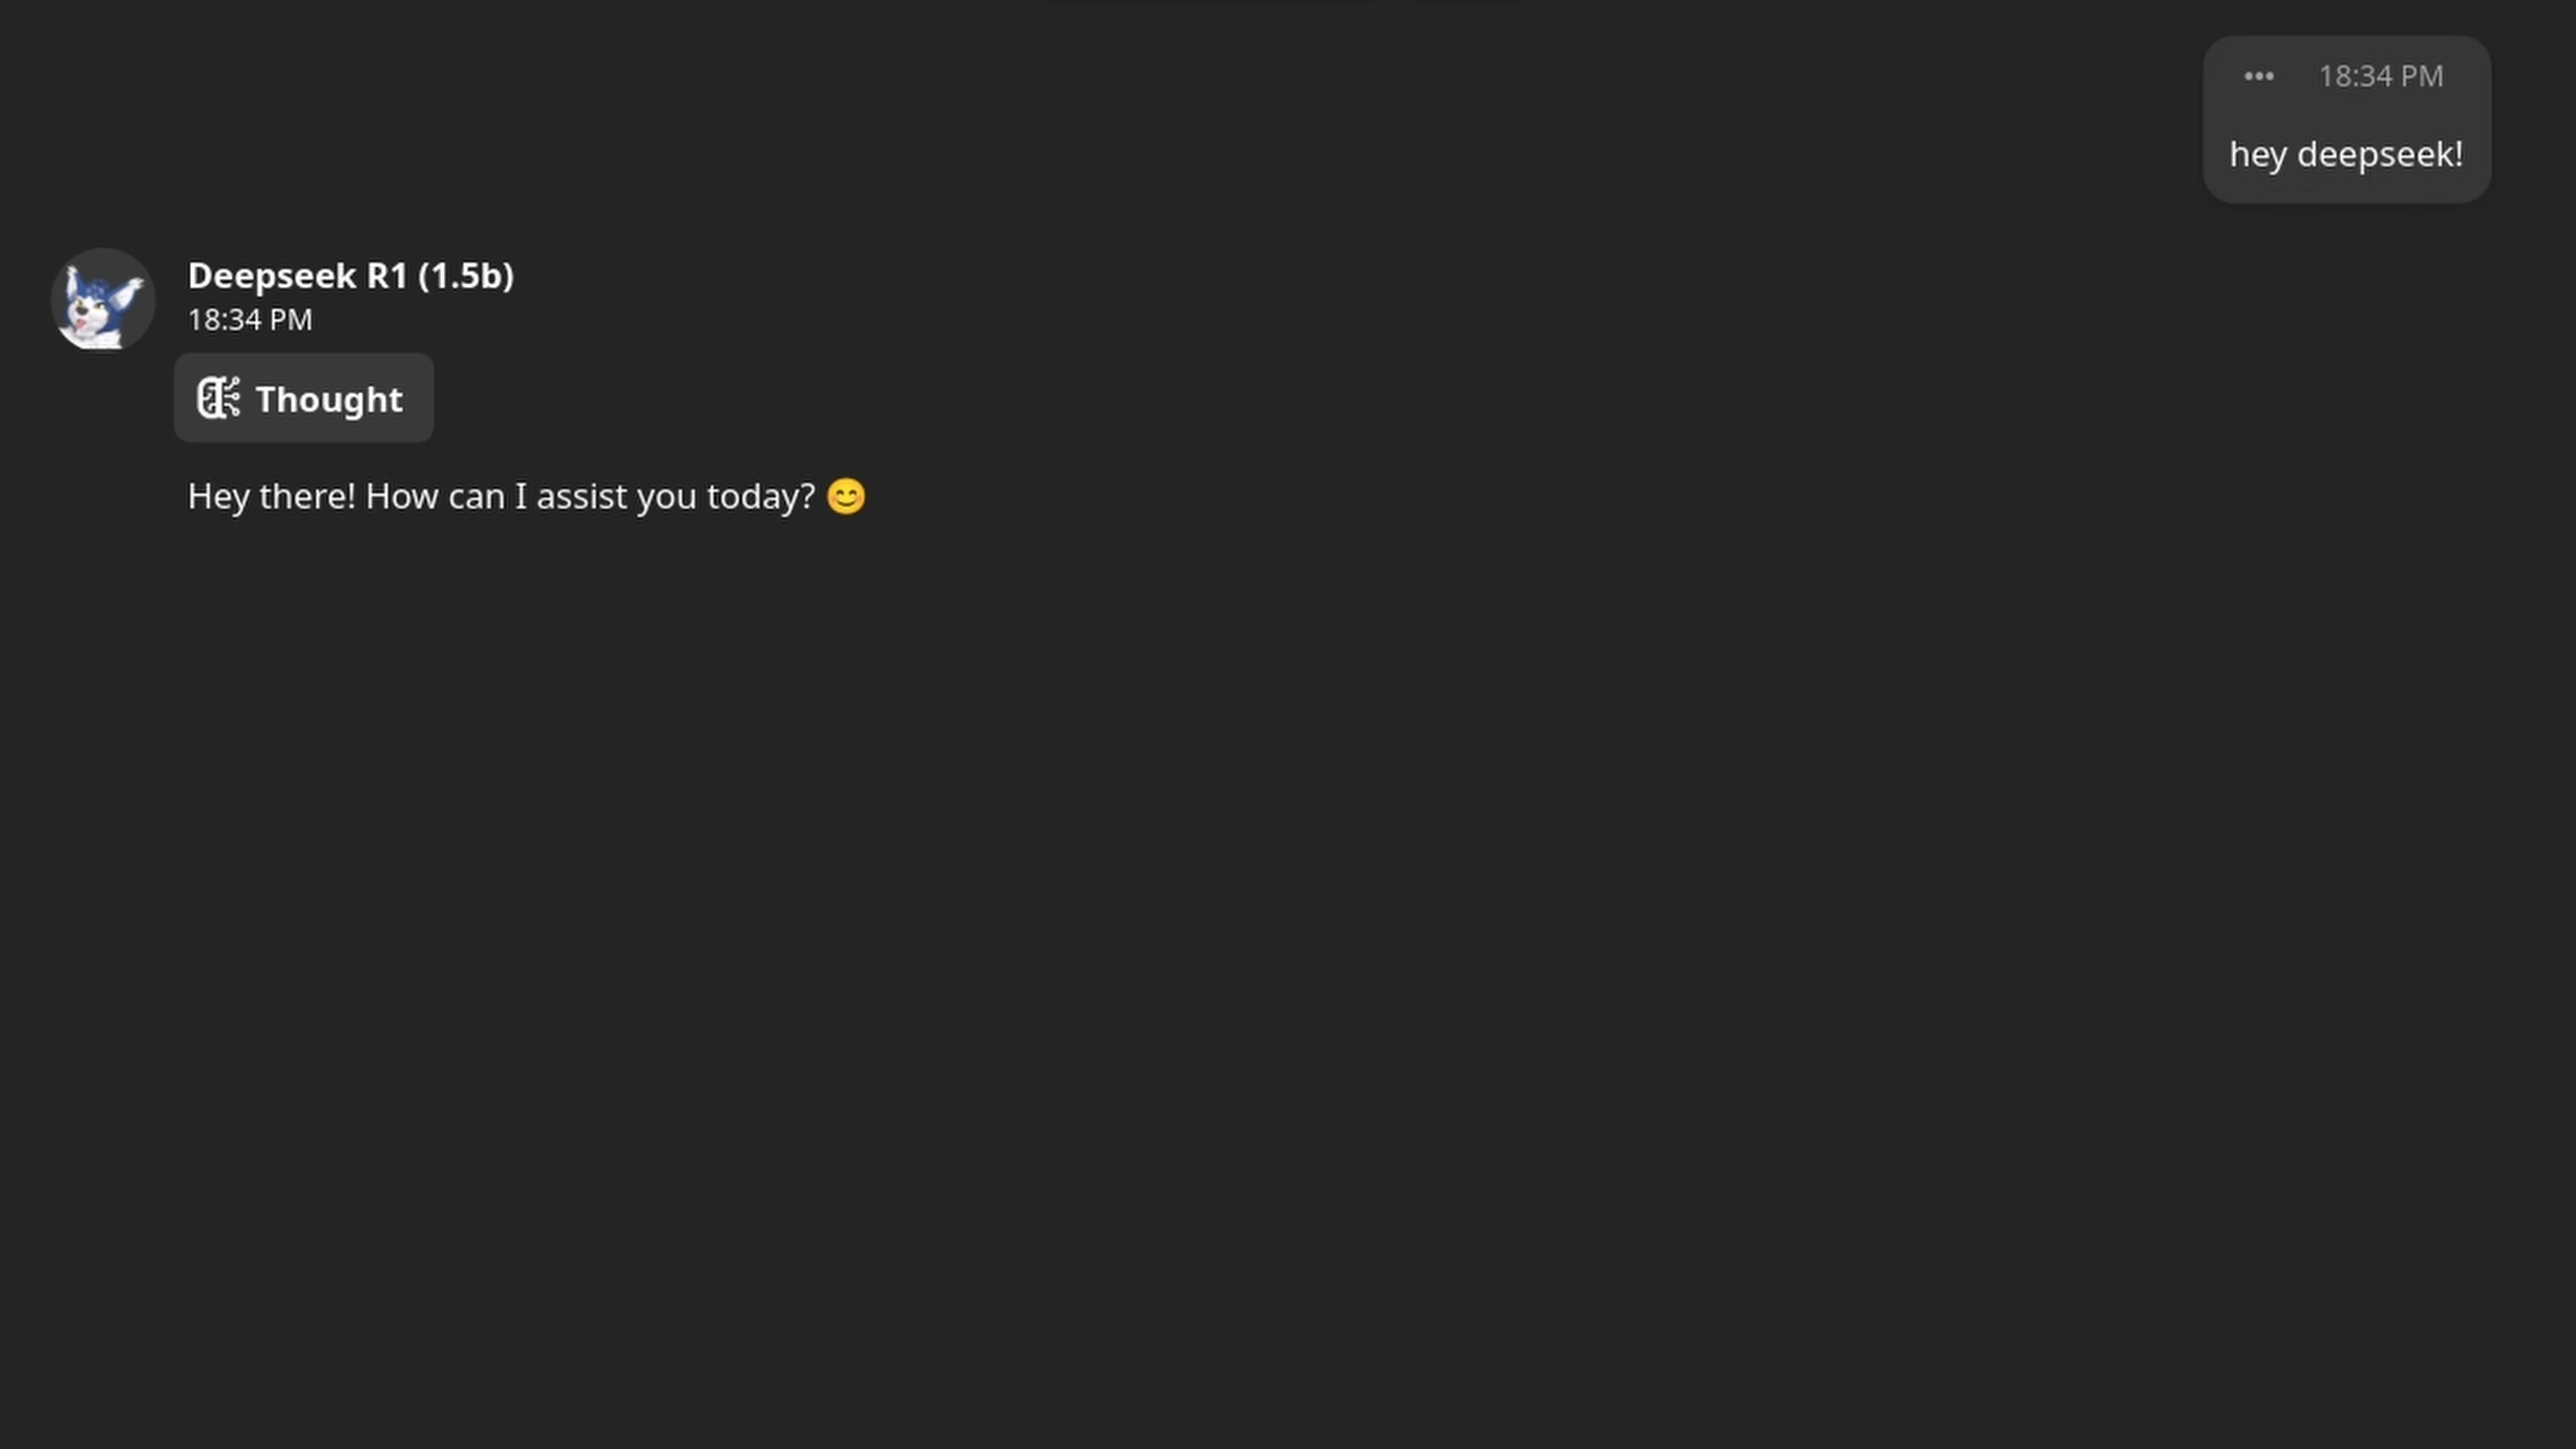 18:34 PM
hey deepseek!
Deepseek R1 (1.5b)
18:34 PM
Thought
Hey there! How can I assist you today? 😊